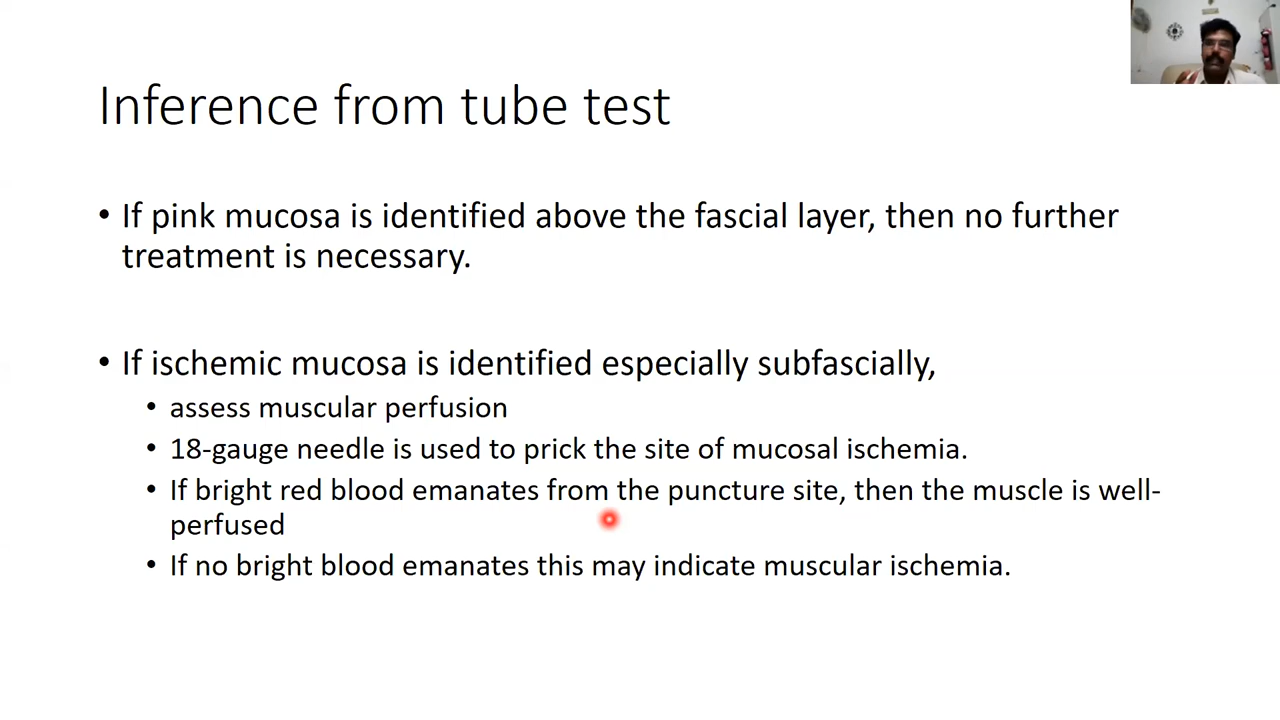 Inference from tube test
• If pink mucosa is identified above the fascial layer, then no further
treatment is necessary.
• If ischemic mucosa is identified especially subfascially,
• assess muscular perfusion
• 18-gauge needle is used to prick the site of mucosal ischemia.
• If bright red blood emanates from the puncture site, then the muscle is well-
perfused
• If no bright blood emanates this may indicate muscular ischemia.